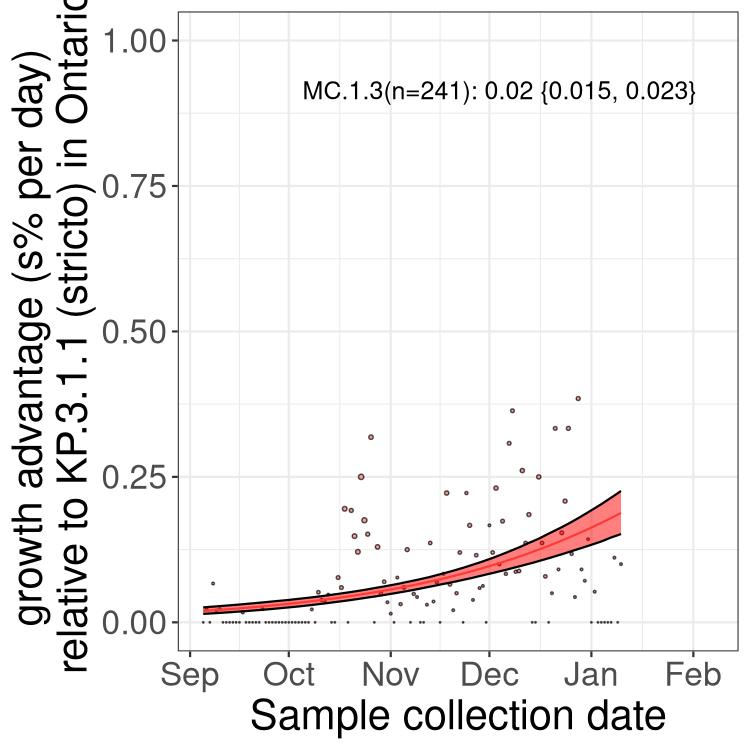 growth advantage (s% per day)
relative to KP.3.1.1 (stricto) in Ontario
1.00
0.75
0.50
0.25
0.00
MC.1.3(n=241): 0.02 {0.015, 0.023}
Sep Oct Nov Dec Jan Feb
Sample collection date